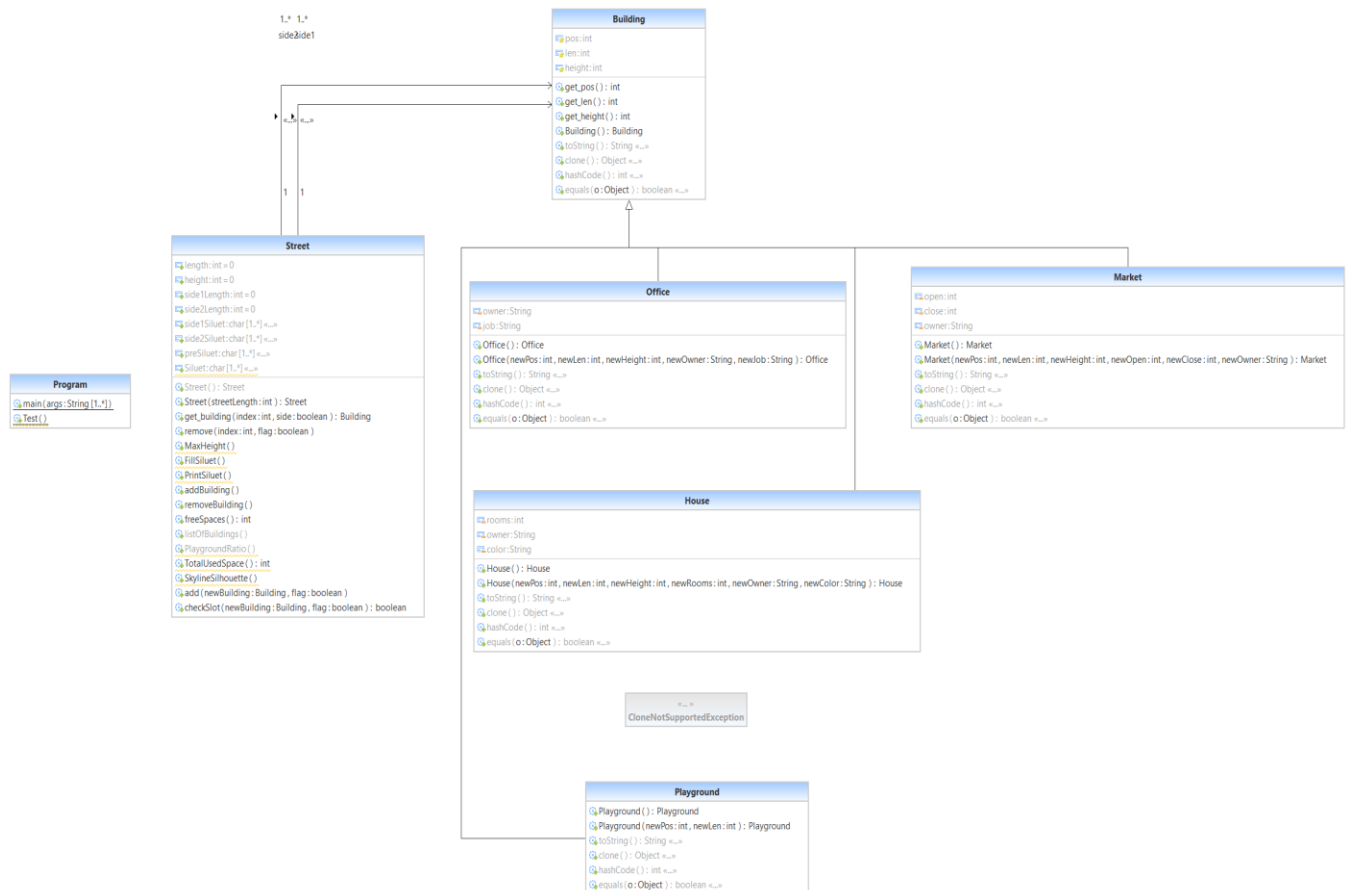 1..* 1..*
side2side1
Building
pos:int
len:int
height:int
get_pos( ): int
get_len( ): int
get_height( ): int
Building( ): Building
toString( ): String «...»
clone( ): Object «...»
hashCode( ): int «...»
equals(o:Object): boolean «...»
«...» «...»
1 1
Street
length:int = 0
height:int = 0
side1Length:int = 0
side2Length:int = 0
side1Siluet:char[1..*] «...»
side2Siluet:char[1..*] «...»
preSiluet:char[1..*] «...»
Siluet:char[1..*] «...»
Street( ): Street
Street(streetLength:int): Street
get_building(index:int, side:boolean): Building
remove(index:int, flag:boolean)
MaxHeight( )
FillSiluet( )
PrintSiluet( )
addBuilding( )
removeBuilding( )
freeSpaces( ): int
listOfBuildings( )
PlaygroundRatio( )
TotalUsedSpace( ): int
SkylineSilhouette( )
add(newBuilding:Building, flag:boolean)
checkSlot(newBuilding:Building, flag:boolean): boolean
Program
main(args:String[1..*])
Test( )
Office
owner:String
job:String
Office( ): Office
Office(newPos:int, newLen:int, newHeight:int, newOwner:String, newJob:String): Office
toString( ): String «...»
clone( ): Object «...»
hashCode( ): int «...»
equals(o:Object): boolean «...»
Market
open:int
close:int
owner:String
Market( ): Market
Market(newPos:int, newLen:int, newHeight:int, newOpen:int, newClose:int, newOwner:String): Market
toString( ): String «...»
clone( ): Object «...»
hashCode( ): int «...»
equals(o:Object): boolean «...»
House
rooms:int
owner:String
color:String
House( ): House
House(newPos:int, newLen:int, newHeight:int, newRooms:int, newOwner:String, newColor:String): House
toString( ): String «...»
clone( ): Object «...»
hashCode( ): int «...»
equals(o:Object): boolean «...»
«... »
CloneNotSupportedException
Playground
Playground( ): Playground
Playground(newPos:int, newLen:int): Playground
toString( ): String «...»
clone( ): Object «...»
hashCode( ): int «...»
equals(o:Object): boolean «...»